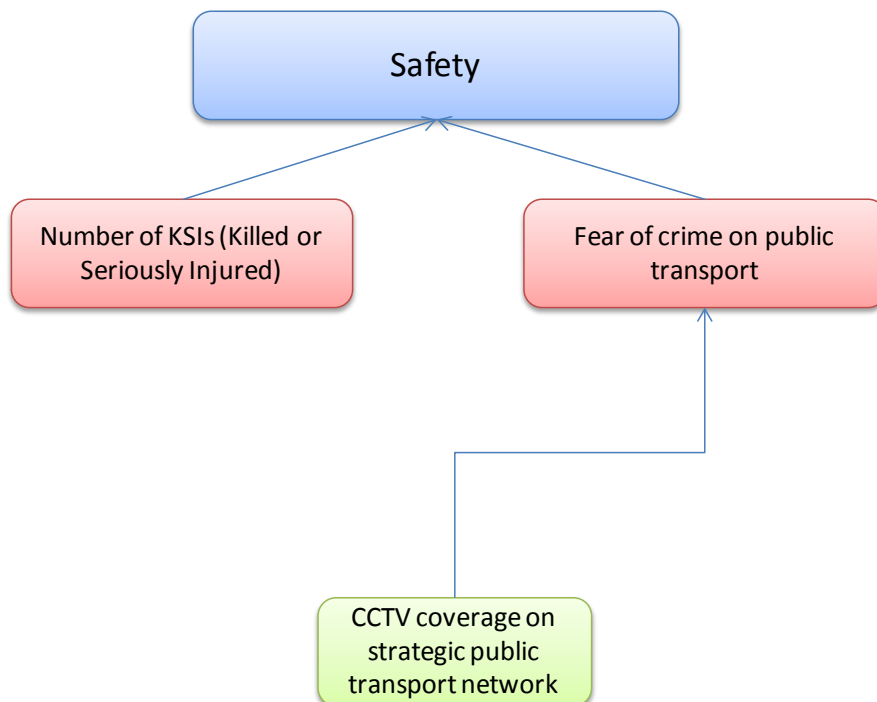 Safety
Number of KSIs (Killed or
Seriously Injured)
Fear of crime on public
transport
CCTV coverage on
strategic public
transport network